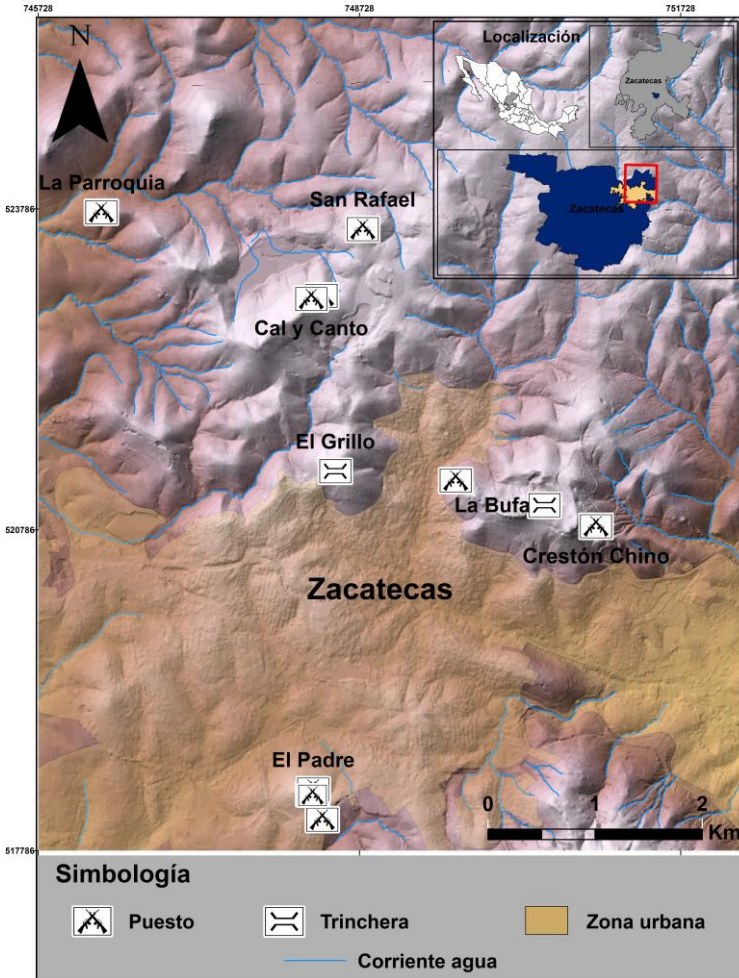 745728
748728
751728
N
Localización
Zacatecas
Zacatecas
La Parroquia
San Rafael
523786
Cal y Canto
El Grillo
La Bufa
520786
Crestón Chino
Zacatecas
El Padre
0 1 2
Km
517786
Simbología
Puesto
Trinchera
Zona urbana
Corriente agua